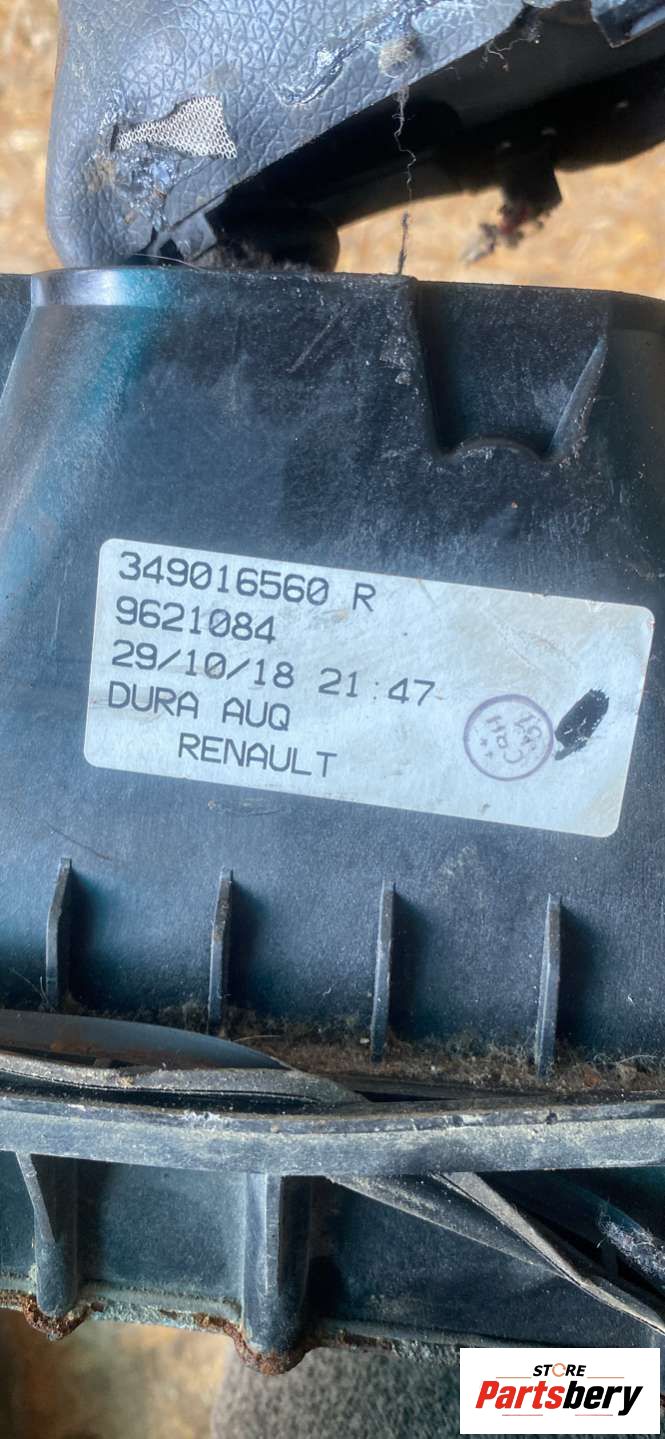 349016560 R
9621084
29/10/18 21:47
DURA AUQ
RENAULT
STORE
Partsbery